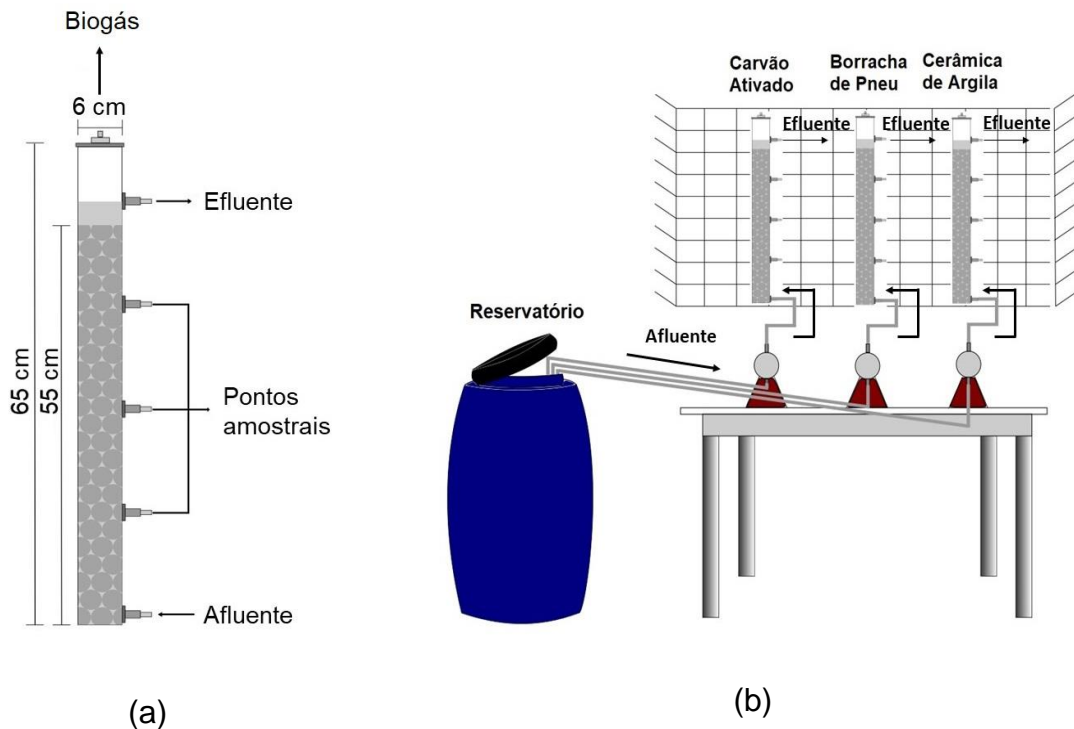 Biogás
6 cm
Efluente
65 cm
55 cm
Pontos
amostrais
Afluente
(a)
Carvão
Ativado
Borracha
de Pneu
Cerâmica
de Argila
Efluente
Efluente
Efluente
Reservatório
Afluente
(b)